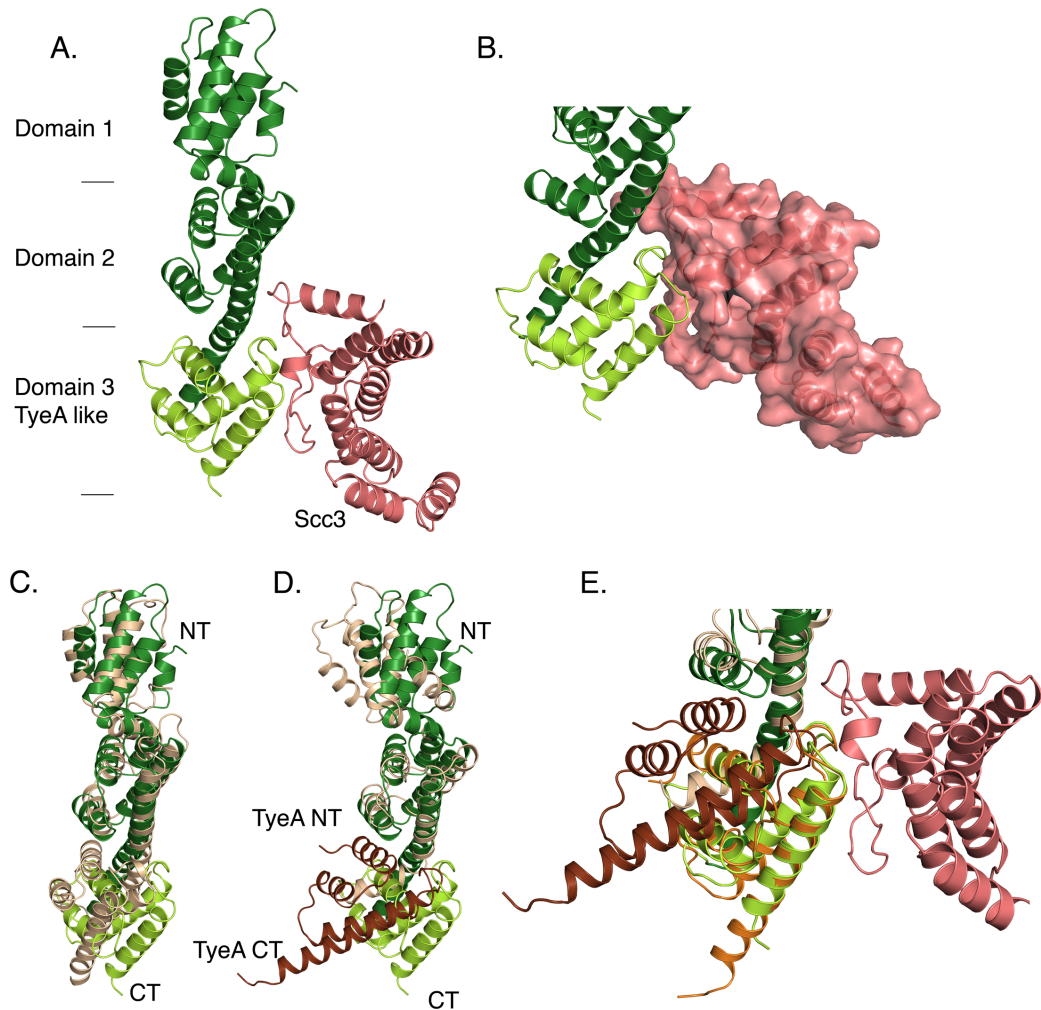 A.
B.
Domain 1
Domain 2
Domain 3
TyeA like
Scc3
C.
D.
E.
NT
NT
TyeA NT
TyeA CT
CT
CT